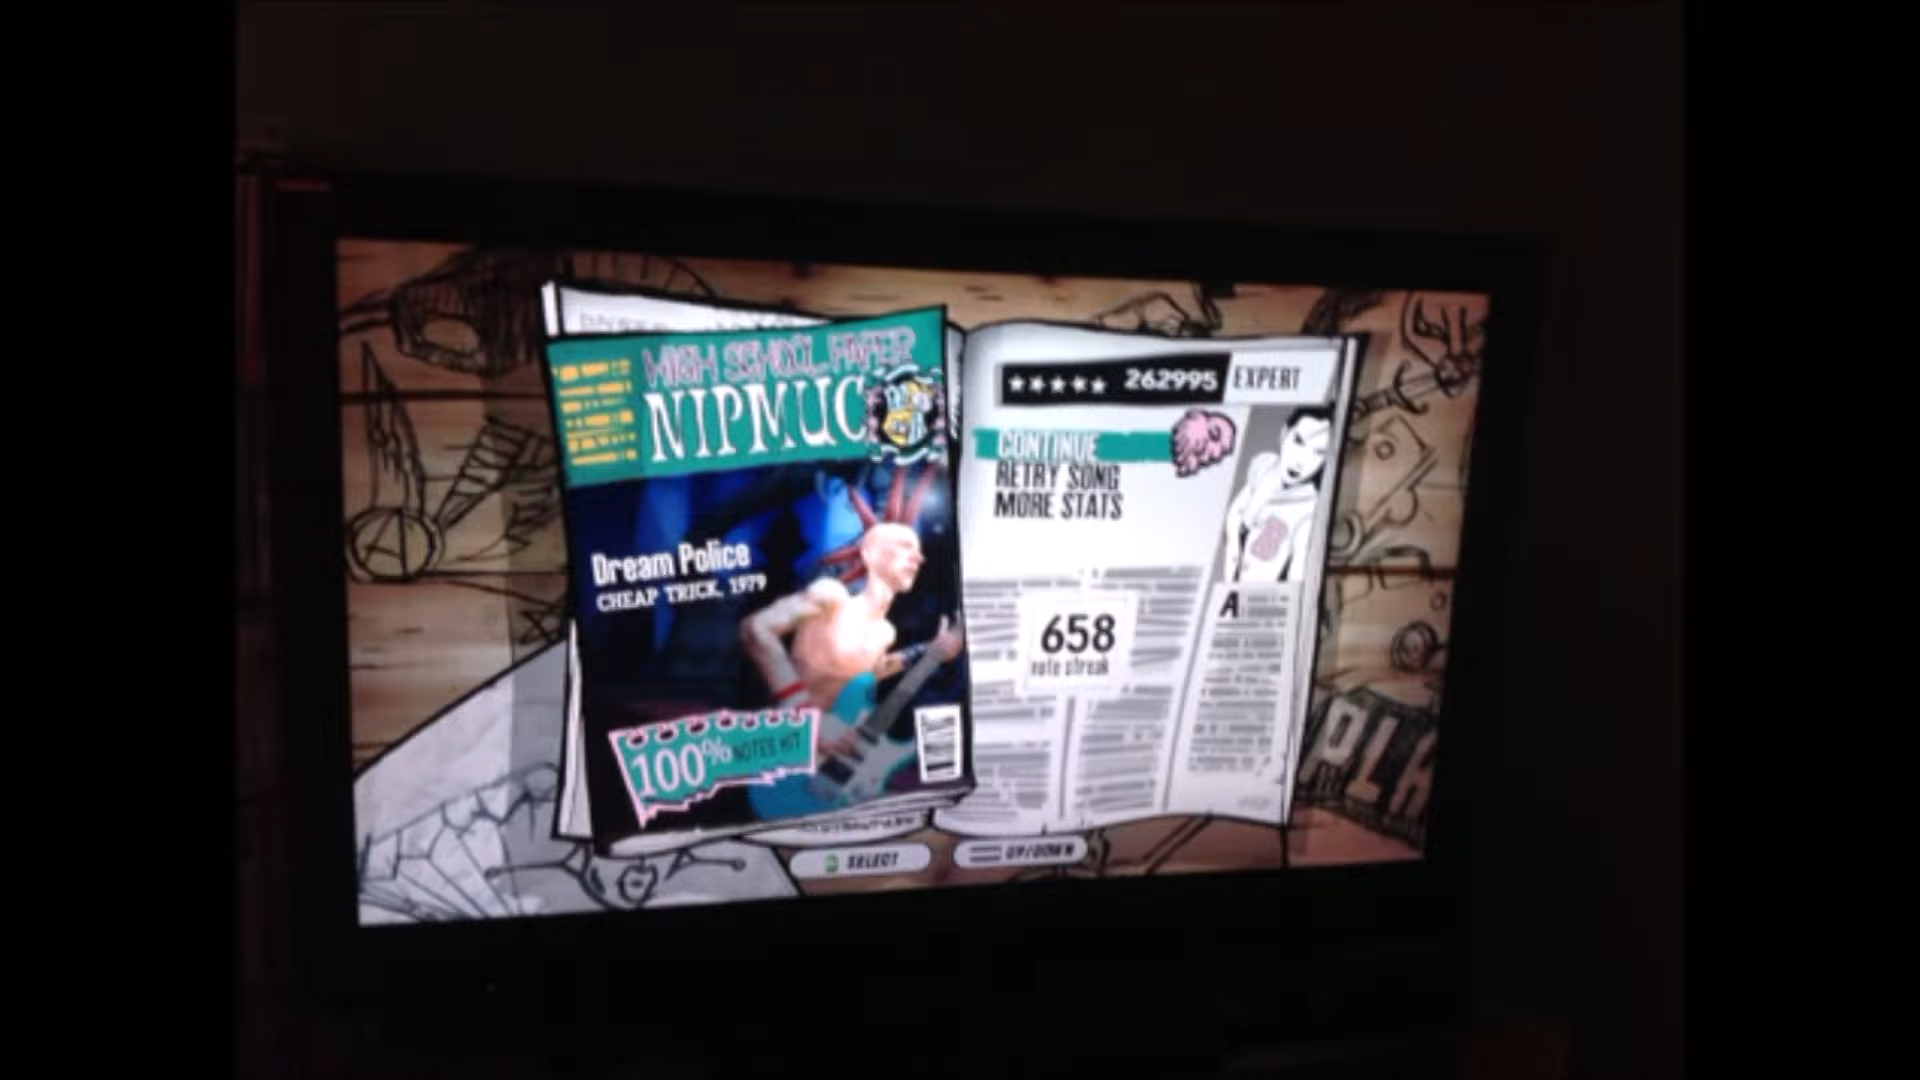 HIGH SCHOOL PAPER
NIPMUC
Dream Police
CHEAP TRICK, 1979
100% NOTES HIT
262995 EXPERT
CONTINUE
RETRY SONG
MORE STATS
658
note streak
A
SELECT
UP/DOWN